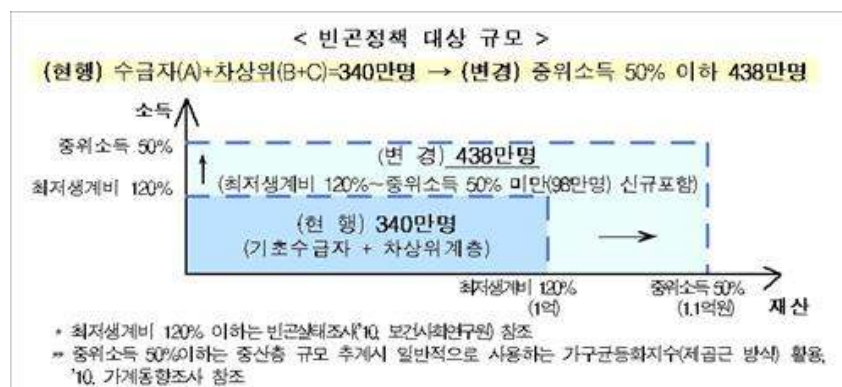 < 빈곤정책 대상 규모 >
(현행) 수급자(A)+차상위(B+C)=340만명 → (변경) 중위소득 50% 이하 438만명
소득
중위소득 50%
(변 경) 438만명
최저생계비 120%
(최저생계비 120%~중위소득 50% 미만(98만명) 신규포함)
(현 행) 340만명
(기초수급자 + 차상위계층)
최저생계비 120%
(1억)
중위소득 50%
(1.1억원)
재산
* 최저생계비 120% 이하는 빈곤실태조사('10. 보건사회연구원) 참조
** 중위소득 50%이하는 중산층 규모 추계시 일반적으로 사용하는 가구균등화지수(제곱근 방식) 활용,
'10. 가계동향조사 참조